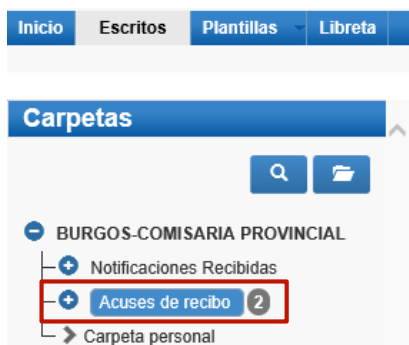 Inicio Escritos Plantillas Libreta
Carpetas
BURGOS-COMISARIA PROVINCIAL
Notificaciones Recibidas
Acuses de recibo 2
Carpeta personal